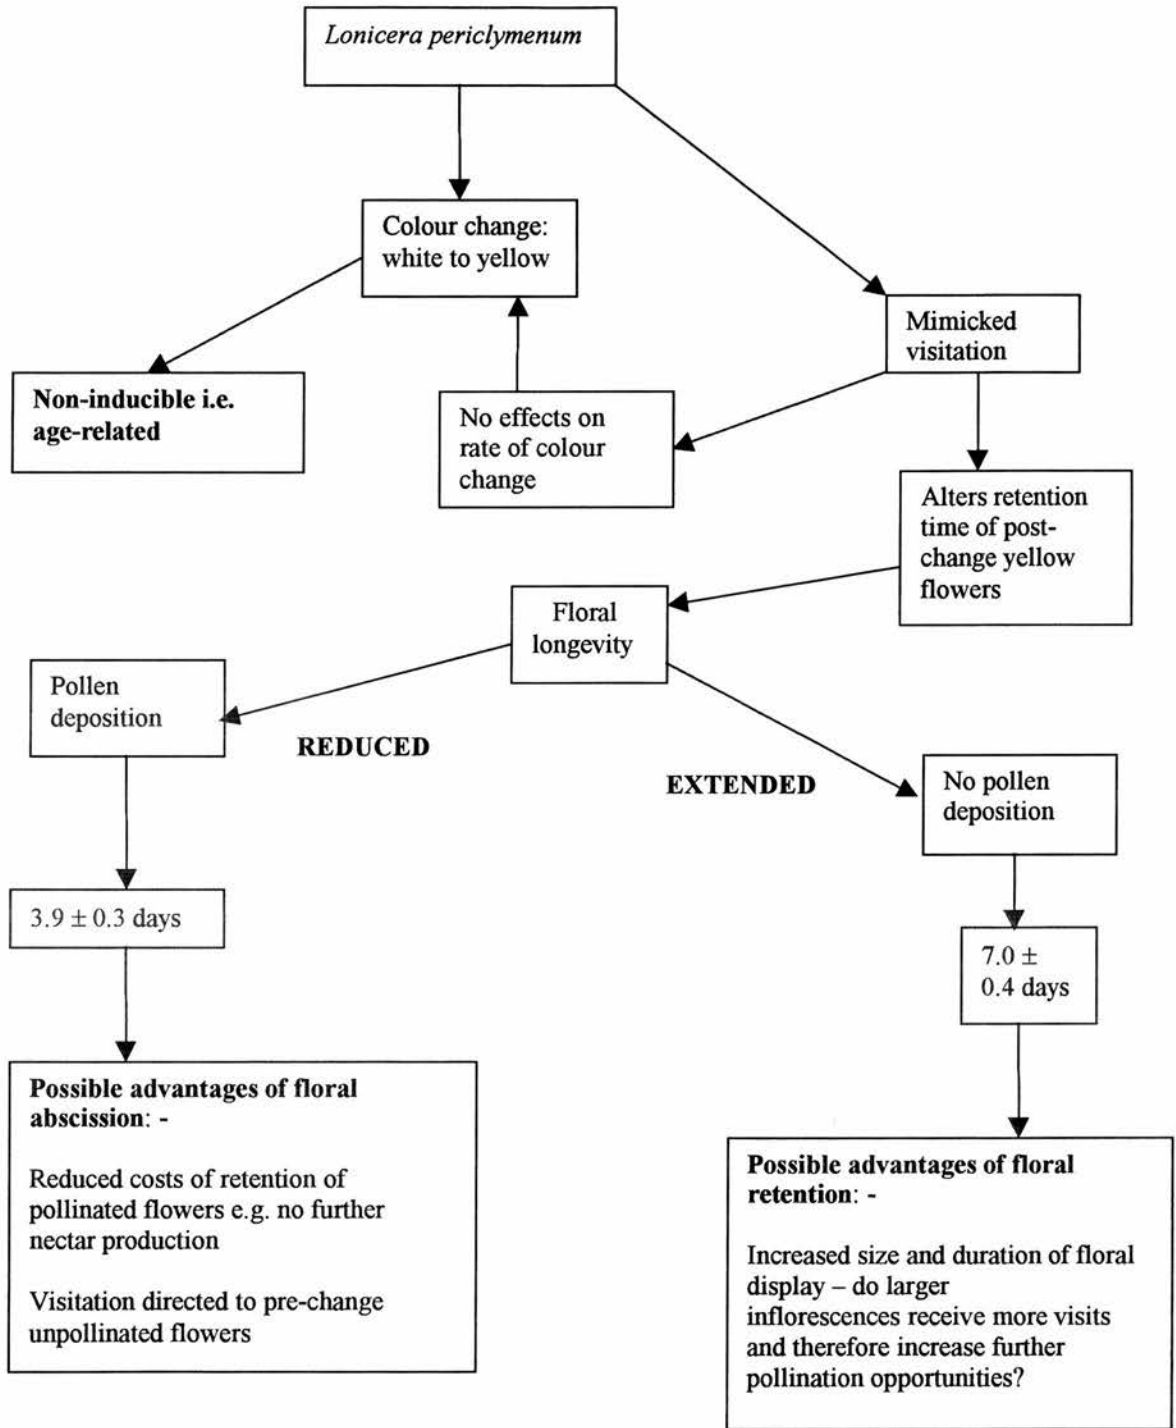 Lonicera periclymenum
Colour change:
white to yellow
Mimicked
visitation
Non-inducible i.e.
age-related
No effects on
rate of colour
change
Alters retention
time of post-
change yellow
flowers
Floral
longevity
Pollen
deposition
REDUCED
EXTENDED
No pollen
deposition
3.9 ± 0.3 days
7.0 ±
0.4 days
Possible advantages of floral
abscission: -
Reduced costs of retention of
pollinated flowers e.g. no further
nectar production
Visitation directed to pre-change
unpollinated flowers
Possible advantages of floral
retention: -
Increased size and duration of floral
display – do larger
inflorescences receive more visits
and therefore increase further
pollination opportunities?